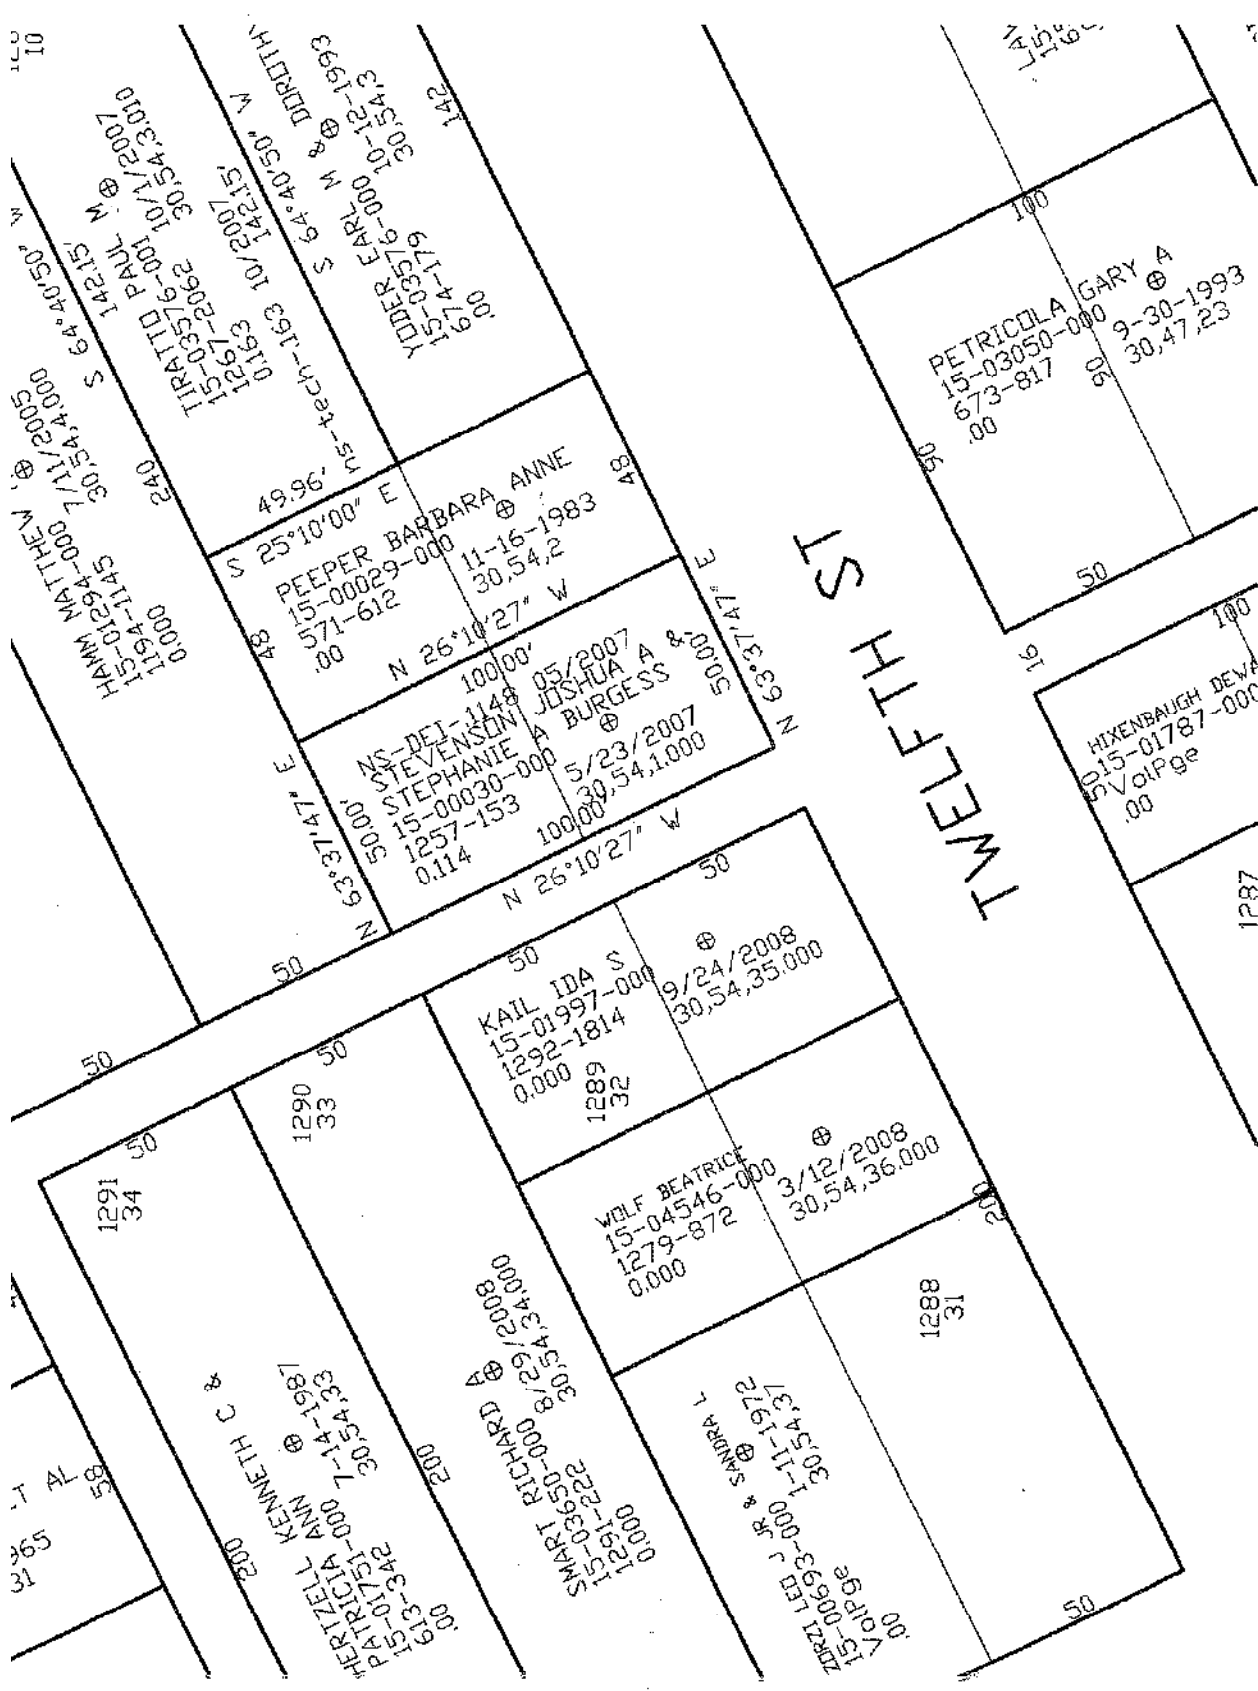 10
HAMM MATTHEW
15-01294-000 7/11/2005
1194-1145 30,54,4.000
0.000
240
S 64°40'50" W
142.15'
TIRATTO PAUL M
15-03576-001 10/1/2007
1267-2062 30,54,3.010
0.163
ns-tech-163 10/2007
142.15'
S 64°40'50" W
49.96'
S 25°10'00" E
YODER EARL M &
15-03576-000 10-12-1993
674-179 30,54,3
.00
142
PEEPER BARBARA ANNE
15-00029-000
571-612 11-16-1983
.00 30,54,2
48
48
N 26°10'27" W
100.00'
NS-DEI-1148 05/2007
STEVENSON JOSHUA A &
STEPHANIE A BURGESS
15-00030-000
1257-153 5/23/2007
0.114 30,54,1.000
100.00'
N 26°10'27" W
50.00'
N 63°37'47" E
50.00'
N 63°37'47" E
TWELFTH ST
PETRICOLA GARY A
15-03050-000
673-817 9-30-1993
.00 30,47,23
100
90
90
50
16
100
HIXENBAUGH
15-01787-000
VolPge
.00
50
1287
50
50
50
50
50
50
KAIL IDA S
15-01997-000
1292-1814 9/24/2008
0.000 30,54,35.000
1289
32
1290
33
1291
34
WOLF BEATRICE
15-04546-000
1279-872 3/12/2008
0.000 30,54,36.000
200
1288
31
HERTZELL KENNETH C &
PATRICIA ANN
15-01751-000 7-14-1987
613-342 30,54,33
.00
200
SMART RICHARD A
15-03650-000 8/29/2008
1291-222 30,54,34.000
0.000
200
ZORZI LEO J JR & SANDRA L
15-00693-000 1-11-1972
VolPge 30,54,37
.00
50
AL
58
31